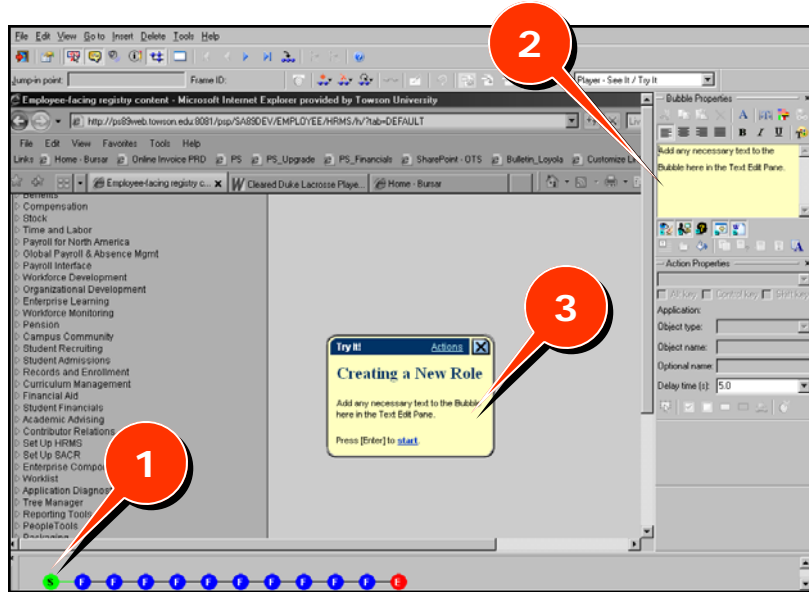 File Edit View Go to Insert Delete Tools Help
Jump-in point: Frame ID: Player - See It / Try It
Employee-facing registry content - Microsoft Internet Explorer provided by Towson University
http://ps89web.towson.edu:8081/psp/SA89DEV/EMPLOYEE/HRMS/h/?tab=DEFAULT
File Edit View Favorites Tools Help
Links Home - Bursar Online Invoice PRD PS PS_Upgrade PS_Financials SharePoint - OTS Bulletin_Loyola Customize
Employee-facing registry c... Cleared Duke Lacrosse Playe... Home - Bursar
Benefits
Compensation
Stock
Time and Labor
Payroll for North America
Global Payroll & Absence Mgmt
Payroll Interface
Workforce Development
Organizational Development
Enterprise Learning
Workforce Monitoring
Pension
Campus Community
Student Recruiting
Student Admissions
Records and Enrollment
Curriculum Management
Financial Aid
Student Financials
Academic Advising
Contributor Relations
Set Up HRMS
Set Up SACR
Enterprise Compo
Worklist
Application Diagnos
Tree Manager
Reporting Tools
PeopleTools
Packaging
Try It! Actions
Creating a New Role
Add any necessary text to the Bubble
here in the Text Edit Pane.
Press [Enter] to start.
Bubble Properties
A
B I U
Add any necessary text to the
Bubble here in the Text Edit Pane.
Action Properties
Alt key Control key Shift key
Application:
Object type:
Object name:
Optional name:
Delay time (s): 5.0
1
2
3
S F F F F F F F F F F E